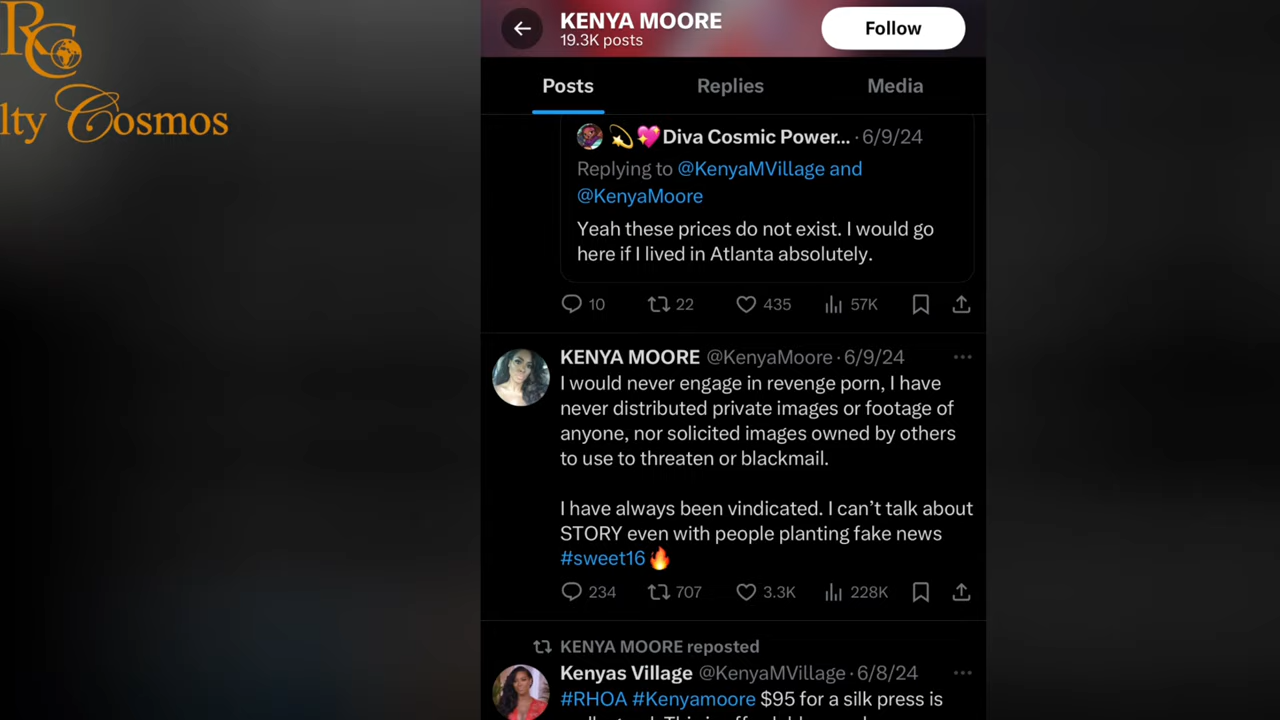 RC
lty Cosmos
KENYA MOORE
19.3K posts
Follow
Posts
Replies
Media
💫💖Diva Cosmic Power... · 6/9/24
Replying to @KenyaMVillage and
@KenyaMoore
Yeah these prices do not exist. I would go
here if I lived in Atlanta absolutely.
10 22 435 57K
KENYA MOORE @KenyaMoore · 6/9/24
I would never engage in revenge porn, I have
never distributed private images or footage of
anyone, nor solicited images owned by others
to use to threaten or blackmail.
I have always been vindicated. I can’t talk about
STORY even with people planting fake news
#sweet16🔥
234 707 3.3K 228K
KENYA MOORE reposted
Kenyas Village @KenyaMVillage · 6/8/24
#RHOA #Kenyamoore $95 for a silk press is